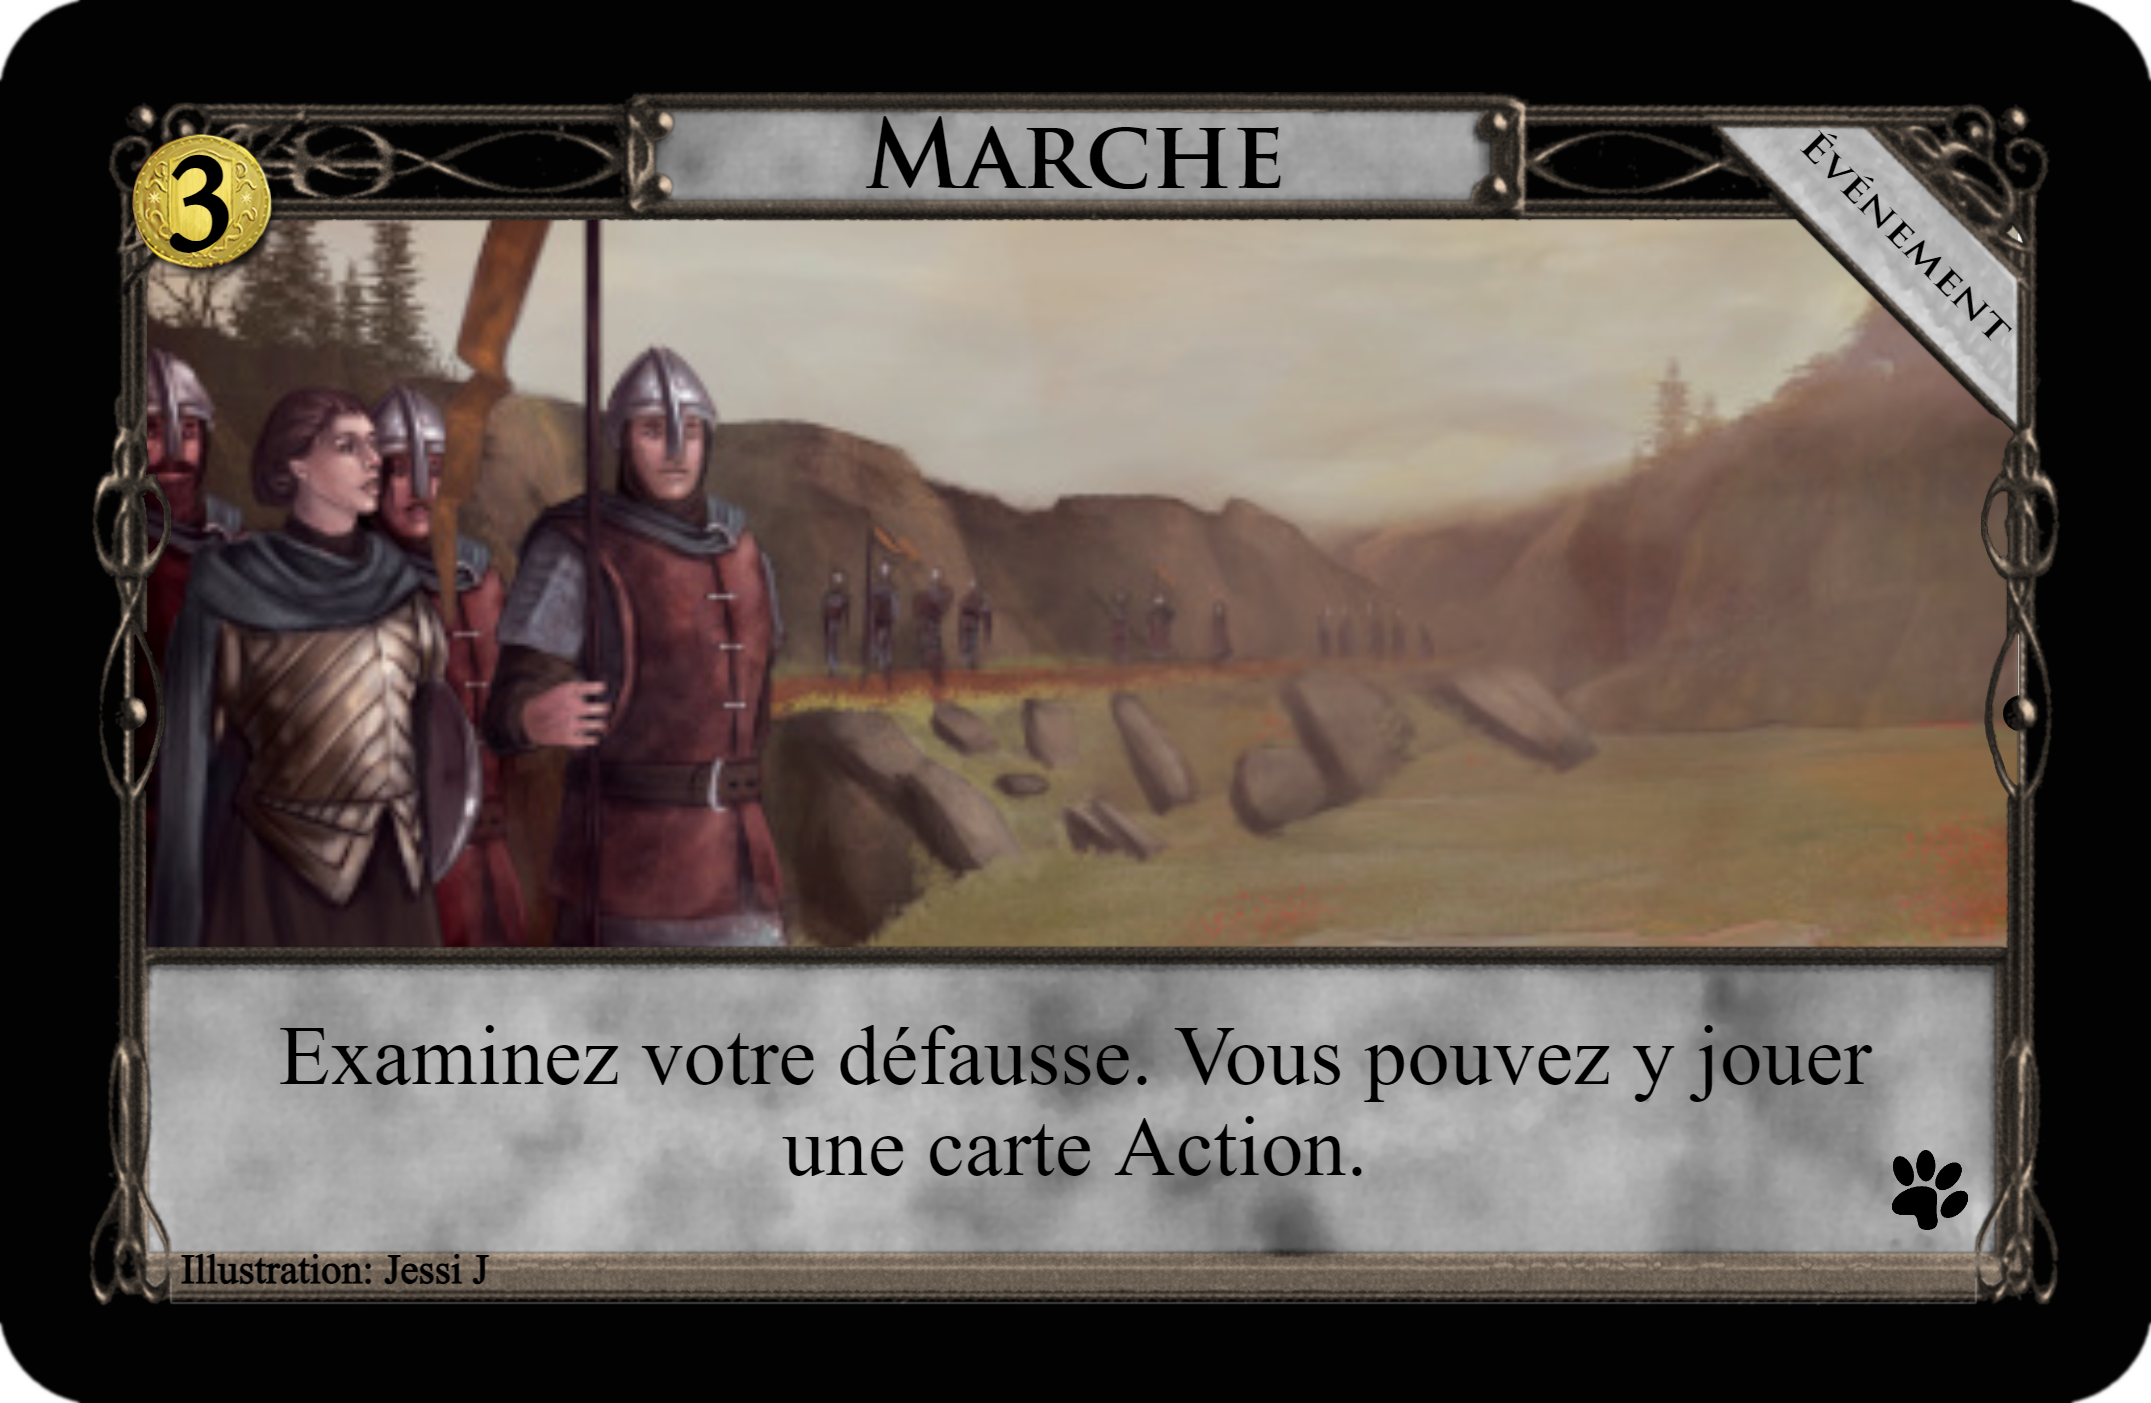 3
MARCHE
ÉVÉNEMENT
Examinez votre défausse. Vous pouvez y jouer
une carte Action.
Illustration: Jessi J